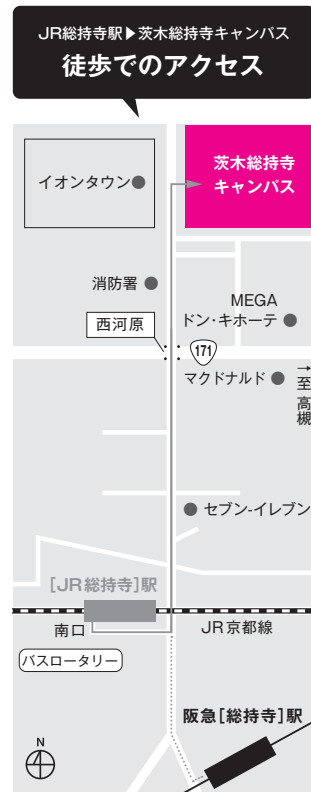 JR総持寺駅▶茨木総持寺キャンパス
徒歩でのアクセス
茨木総持寺
キャンパス
イオンタウン
消防署
MEGA
ドン・キホーテ
西河原
171
マクドナルド
→至高槻
セブン-イレブン
[JR総持寺]駅
南口
JR京都線
バスロータリー
阪急[総持寺]駅
N